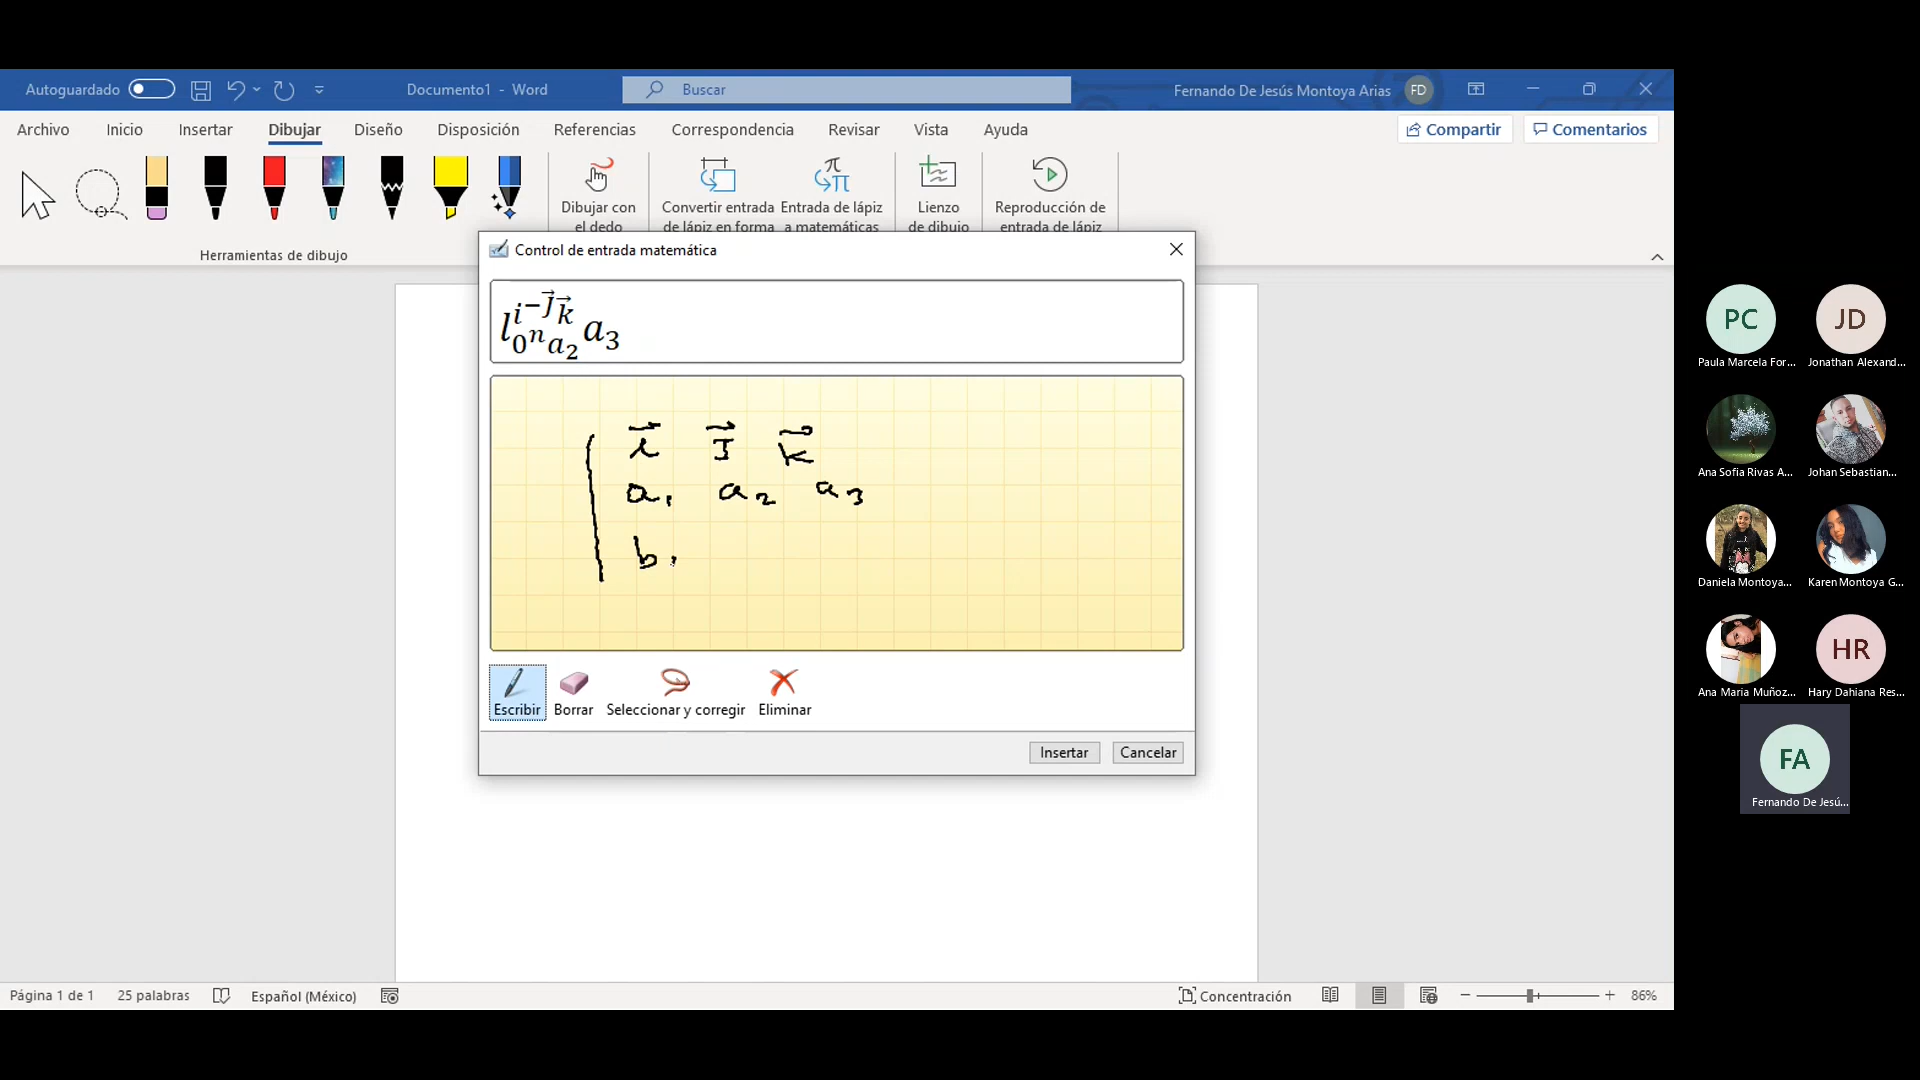 Autoguardado Documento1 - Word Buscar Fernando De Jesús Montoya Arias FD
Archivo Inicio Insertar Dibujar Diseño Disposición Referencias Correspondencia Revisar Vista Ayuda Compartir Comentarios
Dibujar con el dedo
Convertir entrada de lápiz en forma
Entrada de lápiz a matemáticas
Lienzo de dibujo
Reproducción de entrada de lápiz
Herramientas de dibujo
Control de entrada matemática
l i − J⃗ k⃗ 0 n a2 a3
i⃗ J⃗ k⃗
a1 a2 a3
b1
Escribir Borrar Seleccionar y corregir Eliminar
Insertar Cancelar
Página 1 de 1 25 palabras Español (México) Concentración 86%
PC JD
Paula Marcela For... Jonathan Alexand...
Ana Sofia Rivas A... Johan Sebastian...
Daniela Montoya... Karen Montoya G...
HR
Ana Maria Muñoz... Hary Dahiana Res...
FA
Fernando De Jesú...